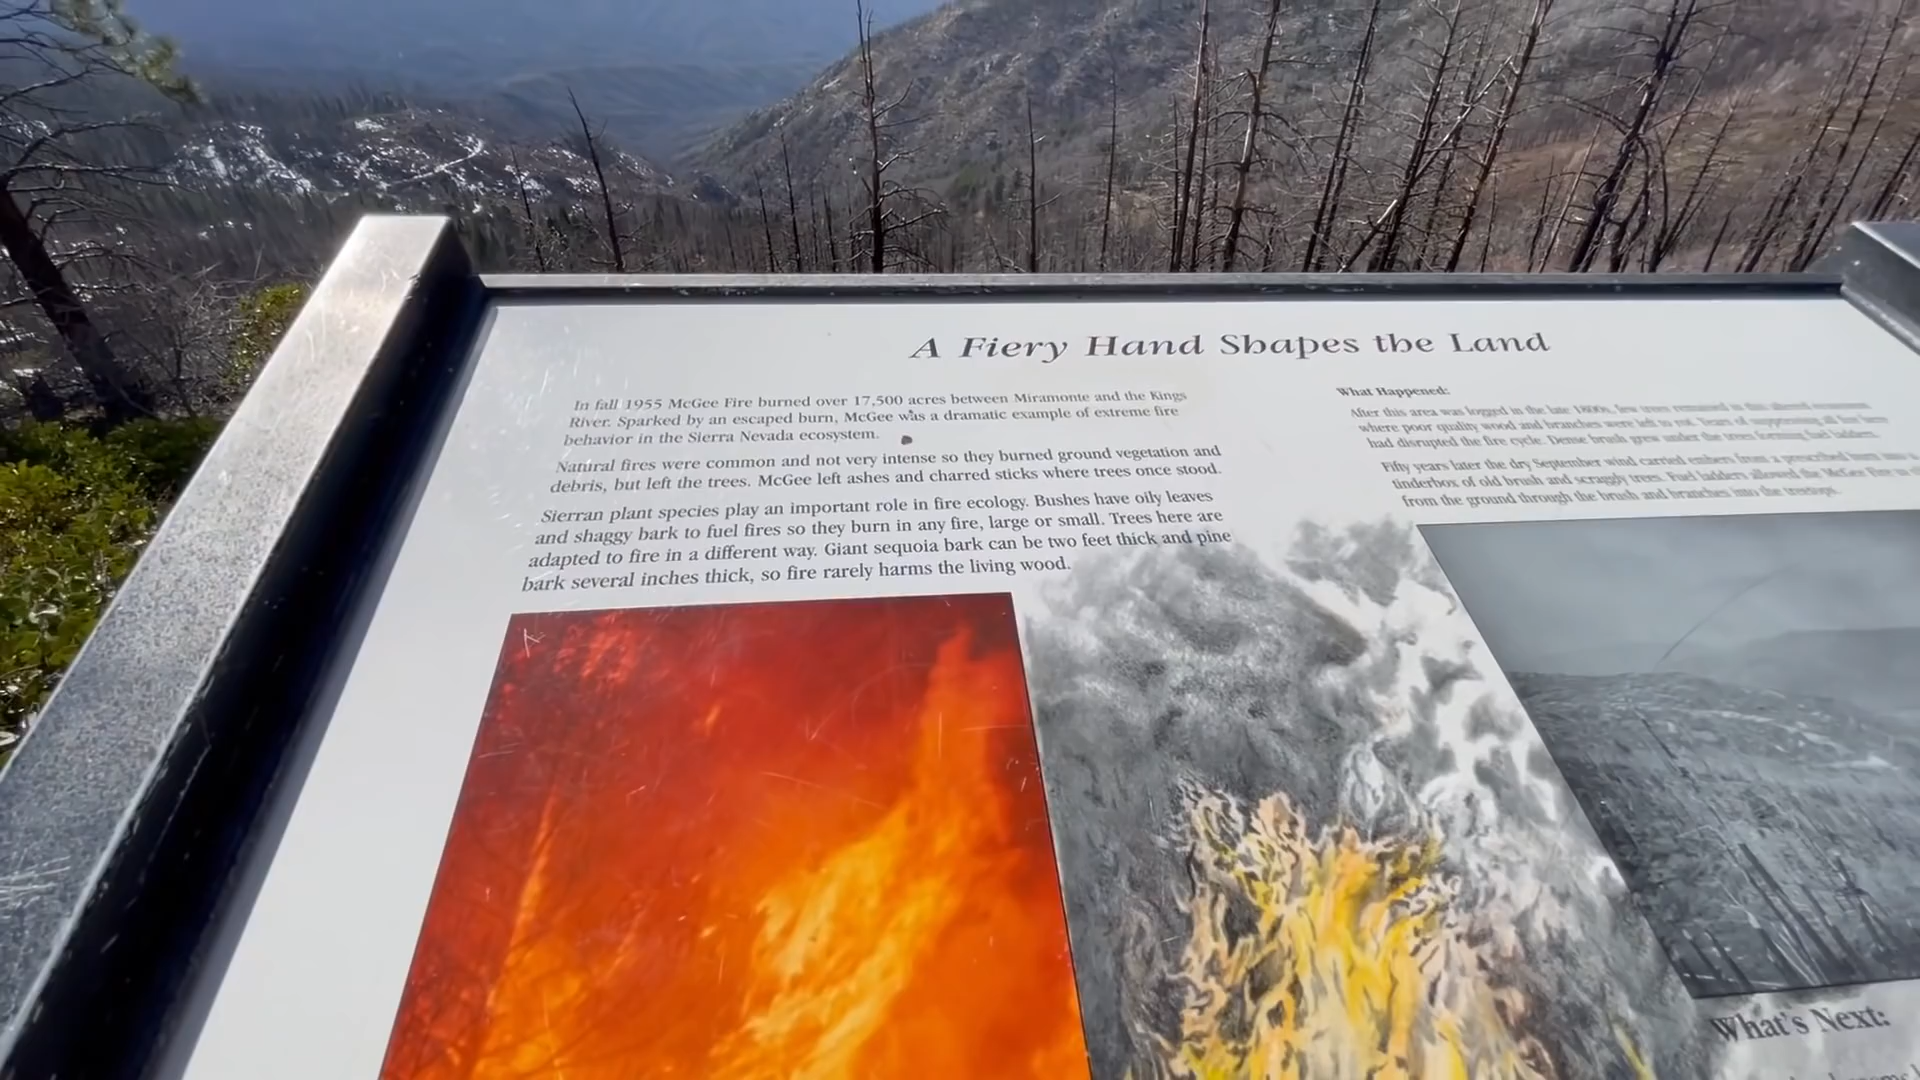 A Fiery Hand Shapes the Land
In fall 1955 McGee Fire burned over 17,500 acres between Miramonte and the Kings
River. Sparked by an escaped burn, McGee was a dramatic example of extreme fire
behavior in the Sierra Nevada ecosystem.
Natural fires were common and not very intense so they burned ground vegetation and
debris, but left the trees. McGee left ashes and charred sticks where trees once stood.
Sierran plant species play an important role in fire ecology. Bushes have oily leaves
and shaggy bark to fuel fires so they burn in any fire, large or small. Trees here are
adapted to fire in a different way. Giant sequoia bark can be two feet thick and pine
bark several inches thick, so fire rarely harms the living wood.
What Happened:
After this area was logged in the late 1800s, few trees remained in this altered
where poor quality wood and branches were left to rot. Years of suppressing all fire here
had disrupted the fire cycle. Dense brush grew under the trees forming fuel ladders.
Fifty years later the dry September wind carried embers from a prescribed burn into a
tinderbox of old brush and scraggly trees. Fuel ladders allowed the McGee Fire to
from the ground through the brush and branches into the treetops.
What's Next: